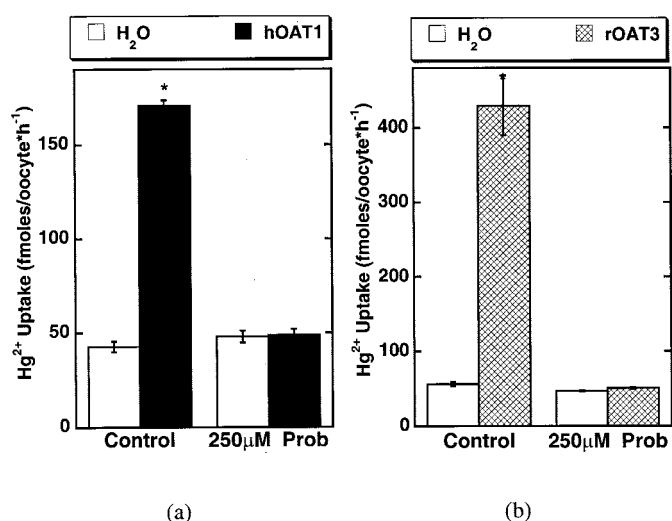 H₂O hOAT1
Hg²⁺ Uptake (fmoles/oocyte*h⁻¹)
150
100
50
0
*
Control 250μM Prob
(a)
H₂O rOAT3
Hg²⁺ Uptake (fmoles/oocyte*h⁻¹)
400
300
200
100
0
*
Control 250μM Prob
(b)